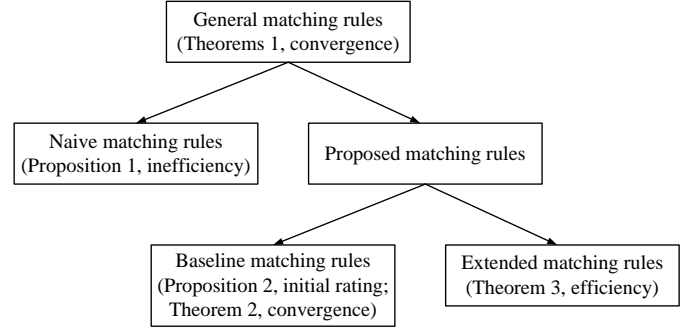 General matching rules
(Theorems 1, convergence)
Naive matching rules
(Proposition 1, inefficiency)
Proposed matching rules
Baseline matching rules
(Proposition 2, initial rating;
Theorem 2, convergence)
Extended matching rules
(Theorem 3, efficiency)